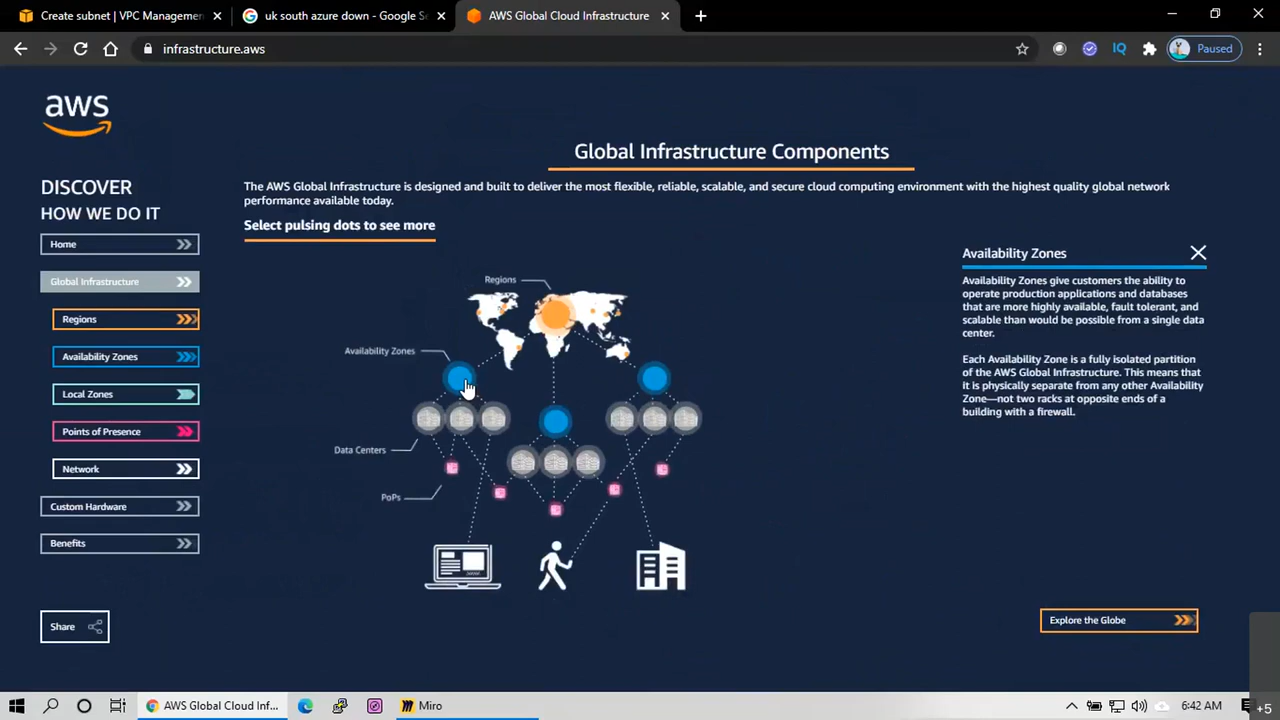 Create subnet | VPC Managemen
uk south azure down - Google Se
AWS Global Cloud Infrastructure
infrastructure.aws
IQ
Paused
aws
Global Infrastructure Components
The AWS Global Infrastructure is designed and built to deliver the most flexible, reliable, scalable, and secure cloud computing environment with the highest quality global network
performance available today.
Select pulsing dots to see more
DISCOVER
HOW WE DO IT
Home
Global Infrastructure
Regions
Availability Zones
Local Zones
Points of Presence
Network
Custom Hardware
Benefits
Share
Regions
Availability Zones
Data Centers
PoPs
Availability Zones
Availability Zones give customers the ability to
operate production applications and databases
that are more highly available, fault tolerant, and
scalable than would be possible from a single data
center.
Each Availability Zone is a fully isolated partition
of the AWS Global Infrastructure. This means that
it is physically separate from any other Availability
Zone—not two racks at opposite ends of a
building with a firewall.
Explore the Globe
AWS Global Cloud Inf...
Miro
6:42 AM
+5